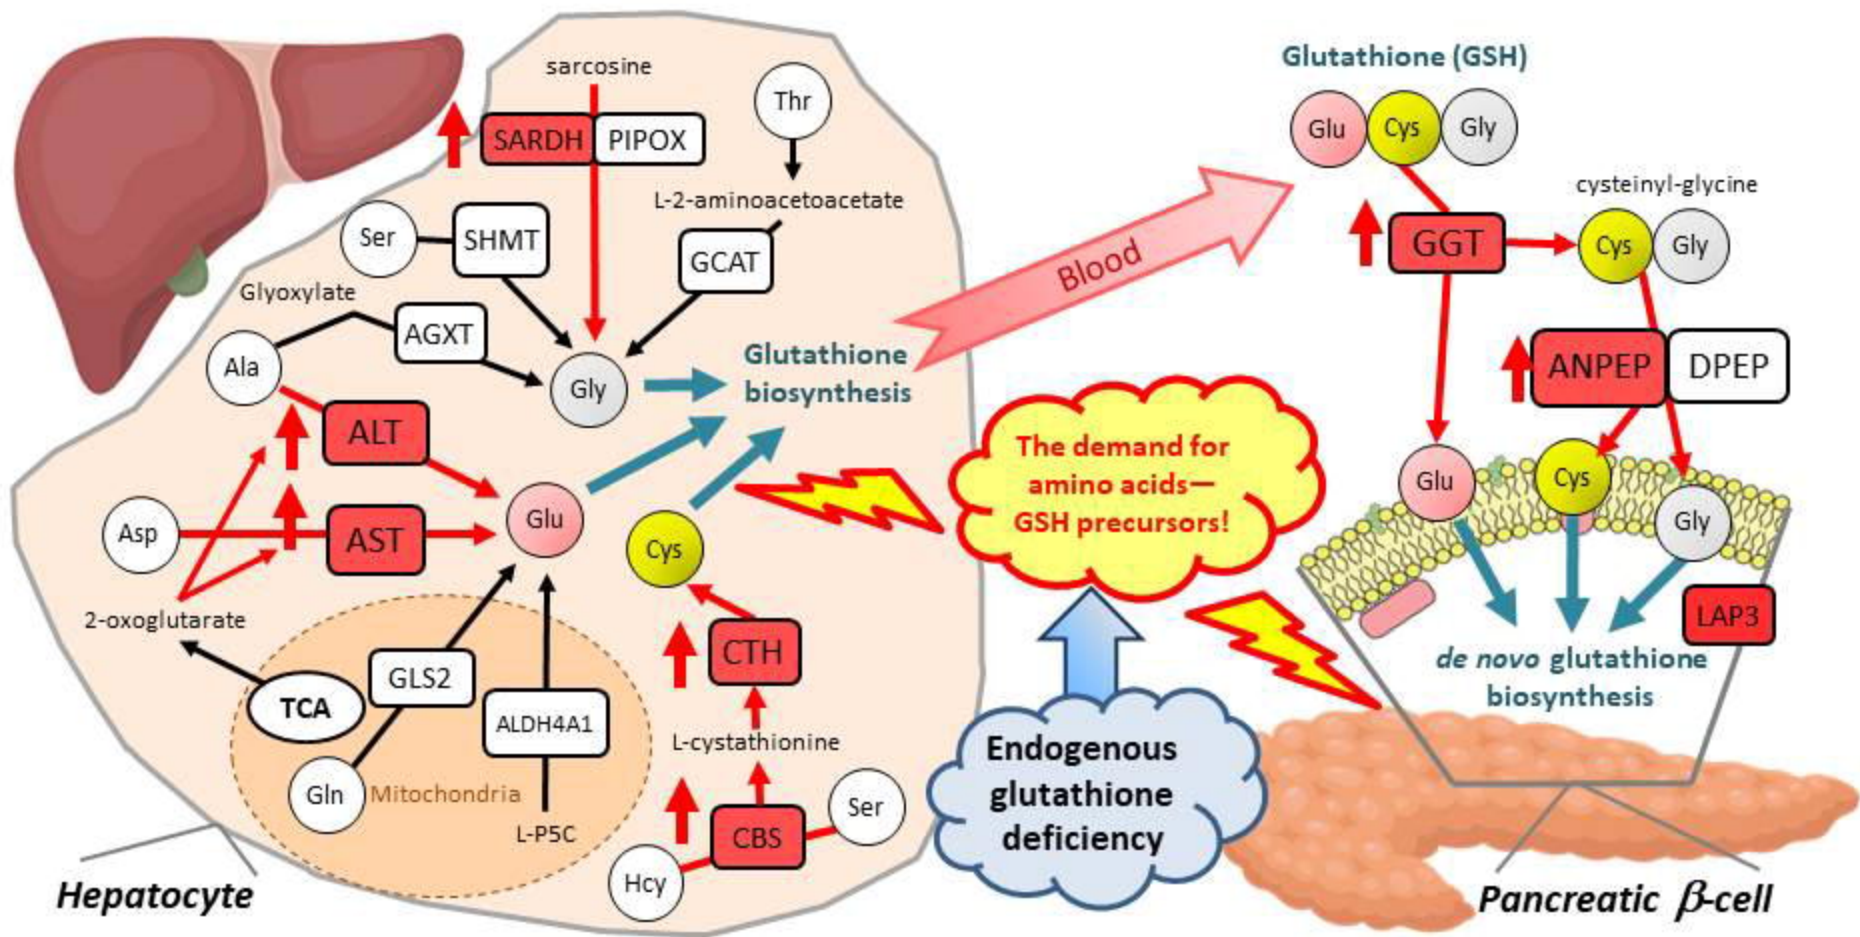 sarcosine
SARDH
PIPOX
Thr
L-2-aminoacetoacetate
Ser
SHMT
GCAT
Glyoxylate
AGXT
Ala
Gly
Glutathione
biosynthesis
ALT
Asp
AST
Glu
Cys
2-oxoglutarate
TCA
GLS2
ALDH4A1
Gln
Mitochondria
L-P5C
CTH
L-cystathionine
CBS
Ser
Hcy
Hepatocyte
Blood
The demand for
amino acids—
GSH precursors!
Endogenous
glutathione
deficiency
Glutathione (GSH)
Glu
Cys
Gly
cysteinyl-glycine
GGT
Cys
Gly
ANPEP
DPEP
Glu
Cys
Gly
LAP3
de novo glutathione
biosynthesis
Pancreatic β-cell